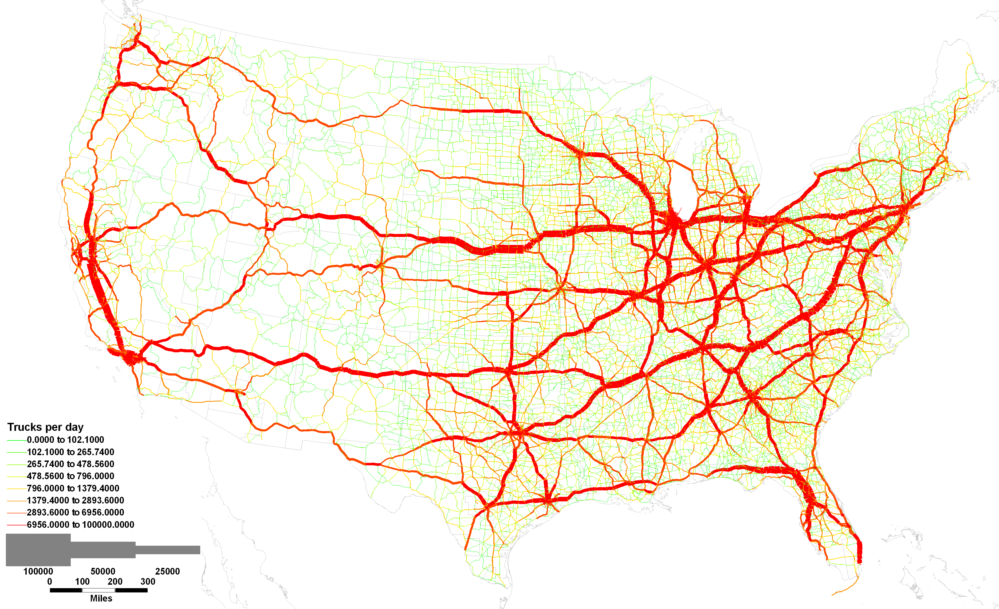 Trucks per day
0.0000 to 102.1000
102.1000 to 265.7400
265.7400 to 478.5600
478.5600 to 796.0000
796.0000 to 1379.4000
1379.4000 to 2893.6000
2893.6000 to 6956.0000
6956.0000 to 100000.0000
100000 50000 25000
0 100 200 300
Miles